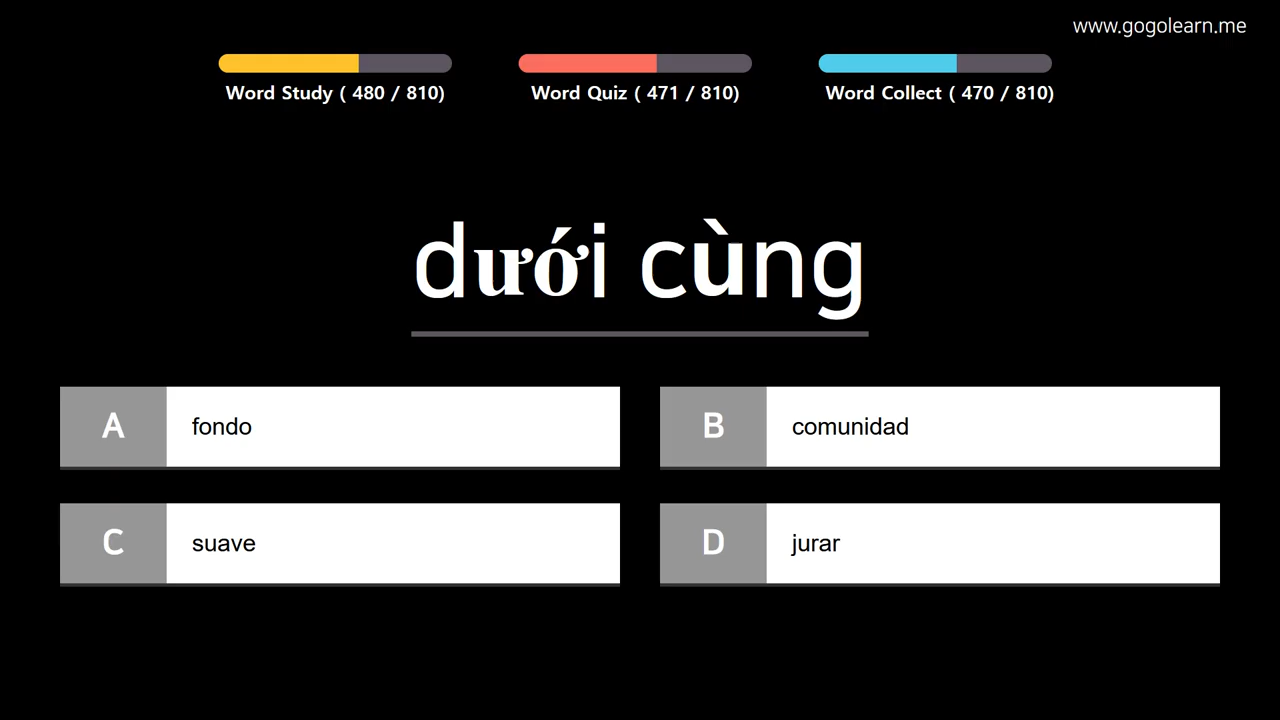 www.gogolearn.me
Word Study ( 480 / 810)
Word Quiz ( 471 / 810)
Word Collect ( 470 / 810)
dưới cùng
A fondo
B comunidad
C suave
D jurar